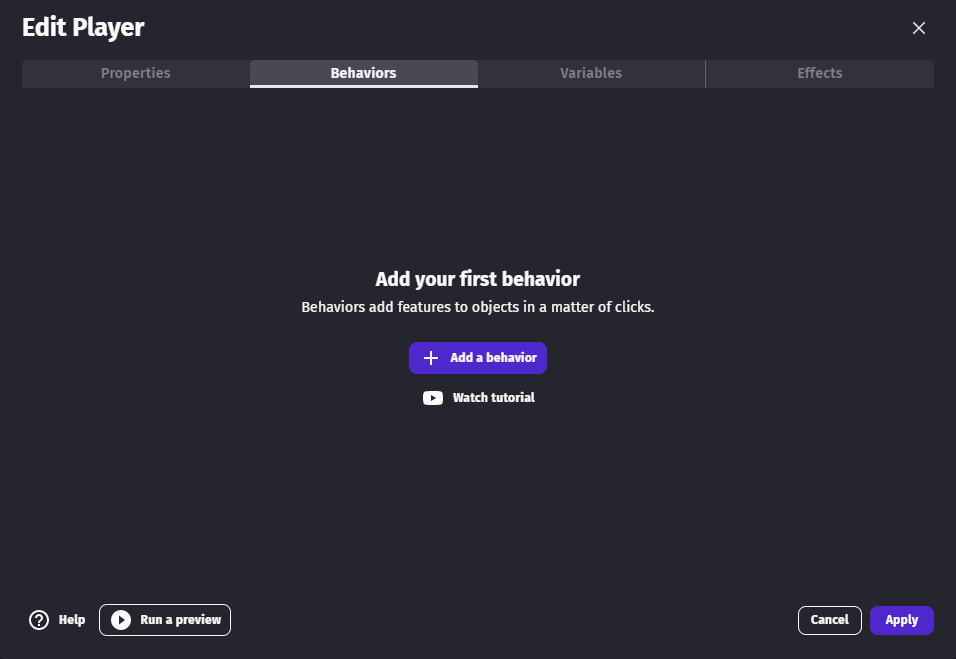 Edit Player
Properties
Behaviors
Variables
Effects
Add your first behavior
Behaviors add features to objects in a matter of clicks.
Add a behavior
Watch tutorial
Help
Run a preview
Cancel
Apply